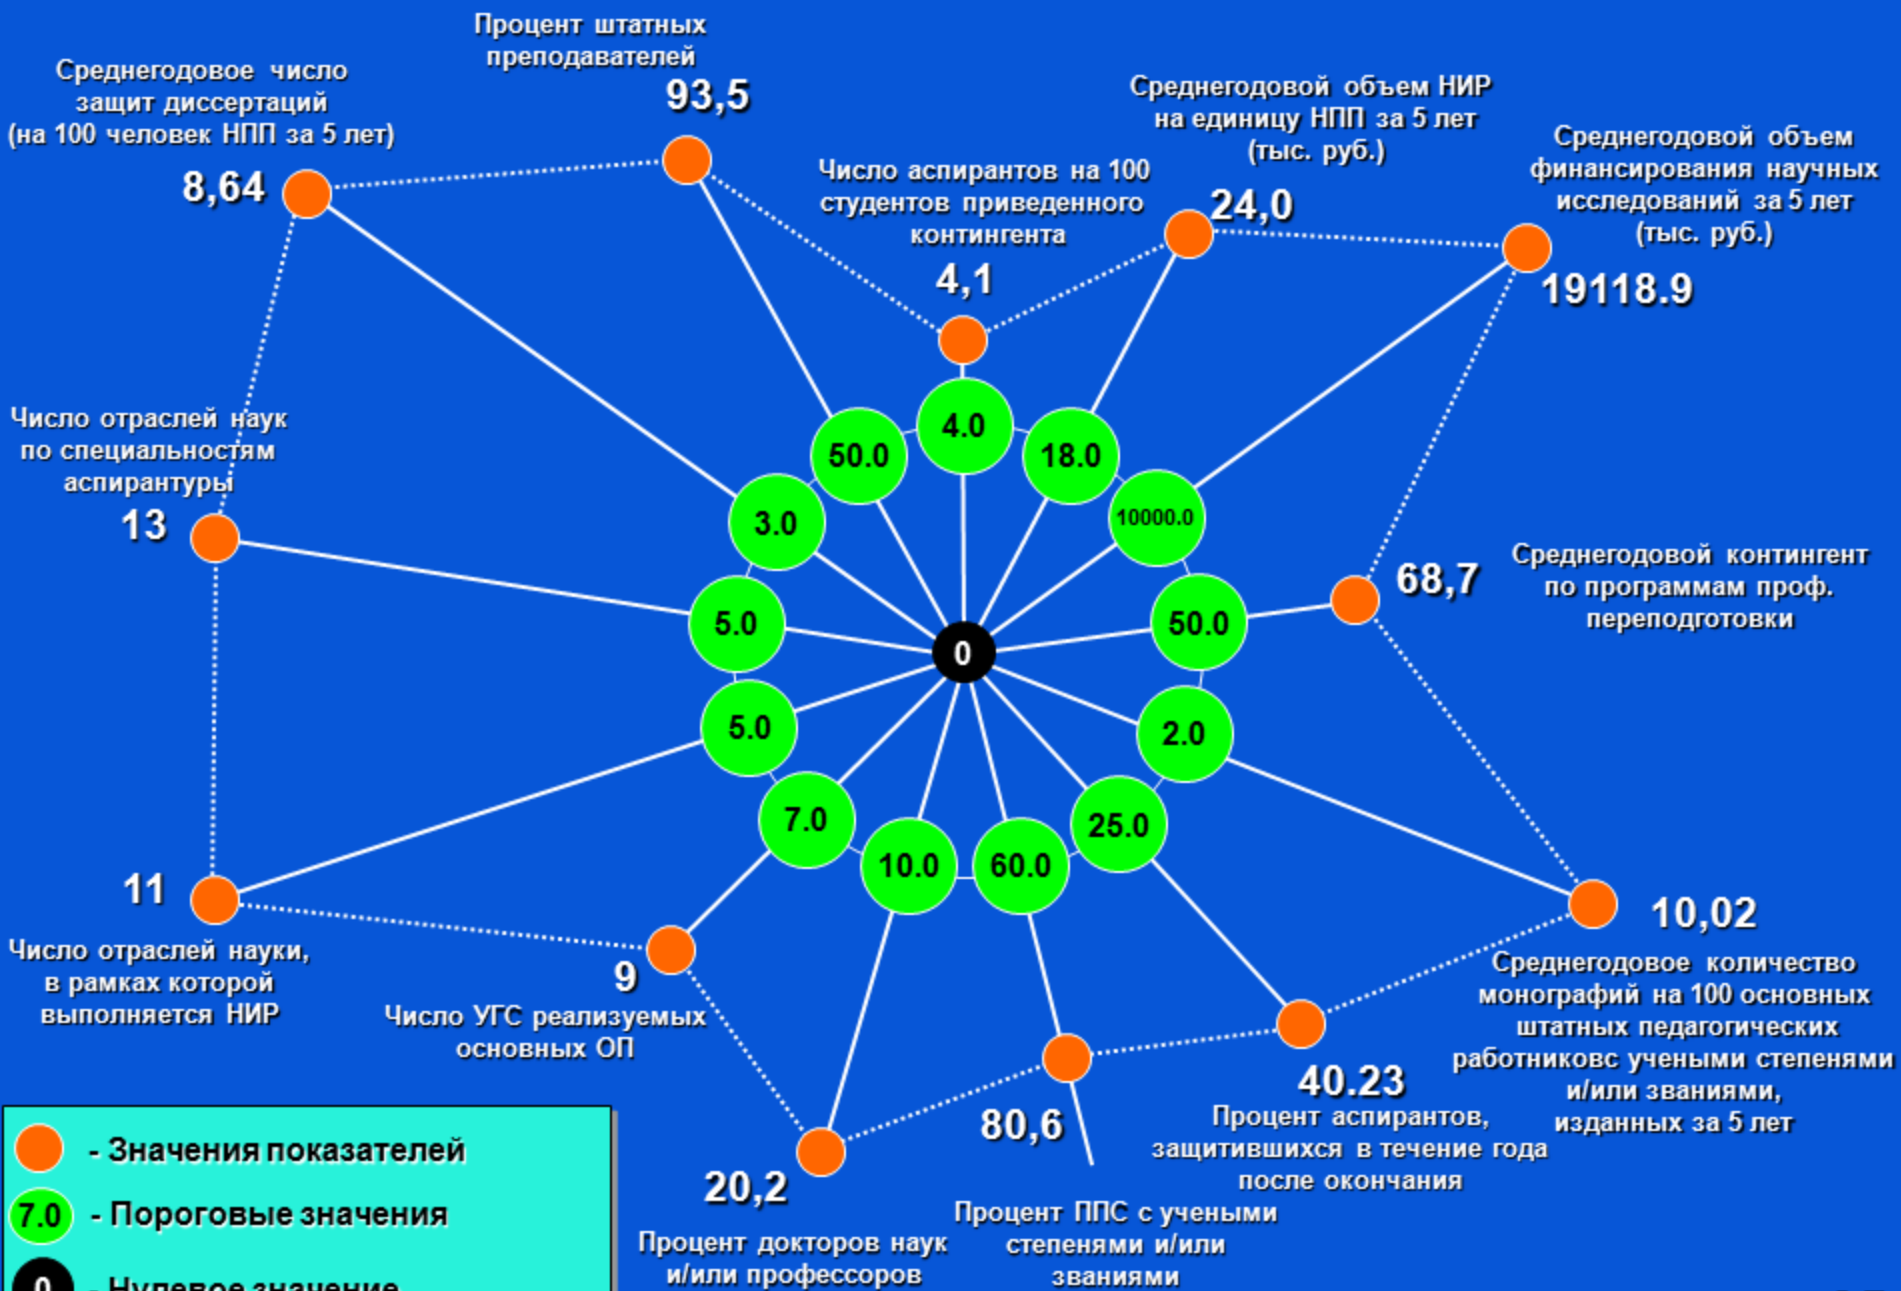 Процент штатных
преподавателей
93,5
Среднегодовое число
защит диссертаций
(на 100 человек НПП за 5 лет)
8,64
Число аспирантов на 100
студентов приведенного
контингента
4,1
Среднегодовой объем НИР
на единицу НПП за 5 лет
(тыс. руб.)
24,0
Среднегодовой объем
финансирования научных
исследований за 5 лет
(тыс. руб.)
19118.9
Число отраслей наук
по специальностям
аспирантуры
13
50.0
4.0
18.0
3.0
10000.0
5.0
50.0
0
5.0
2.0
7.0
25.0
10.0
60.0
68,7
Среднегодовой контингент
по программам проф.
переподготовки
11
Число отраслей науки,
в рамках которой
выполняется НИР
9
Число УГС реализуемых
основных ОП
10,02
Среднегодовое количество
монографий на 100 основных
штатных педагогических
работниковс учеными степенями
и/или званиями,
изданных за 5 лет
40.23
Процент аспирантов,
защитившихся в течение года
после окончания
80,6
Процент ППС с учеными
степенями и/или
званиями
20,2
Процент докторов наук
и/или профессоров
- Значения показателей
7.0 - Пороговые значения
0 - Нулевое значение